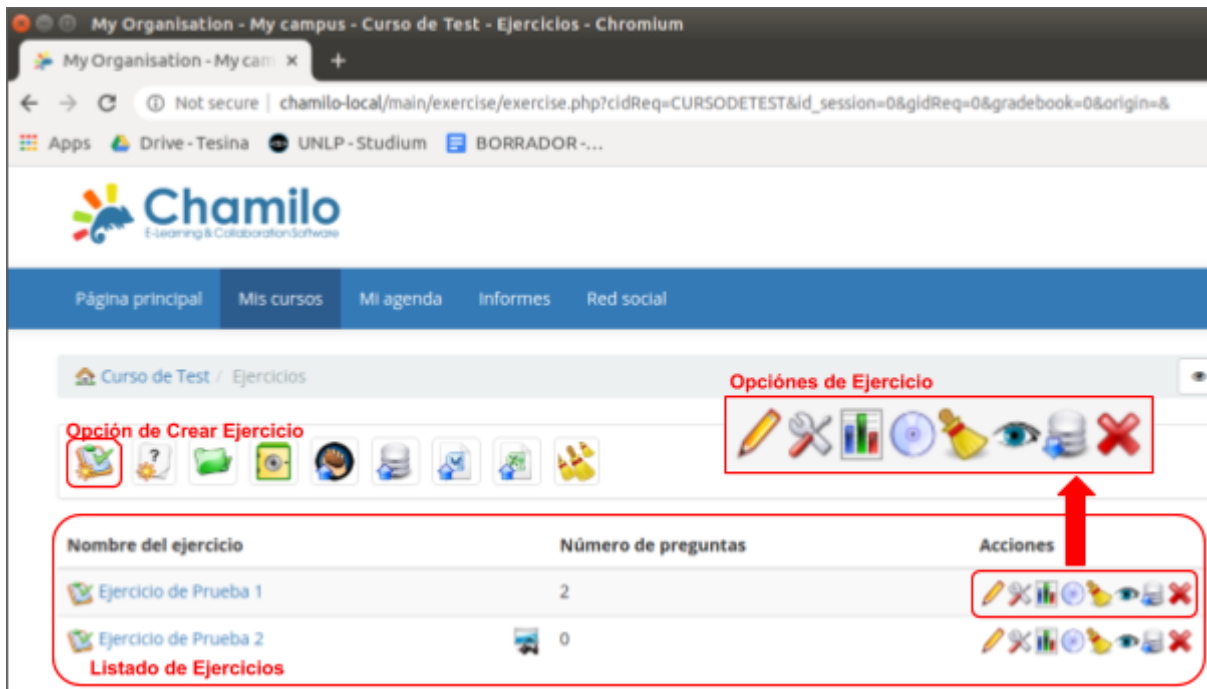 My Organisation - My campus - Curso de Test - Ejercicios - Chromium
My Organisation - My cam
Not secure | chamilo-local/main/exercise/exercise.php?cidReq=CURSODETEST&id_session=0&gidReq=0&gradebook=0&origin=&
Apps Drive - Tesina UNLP - Studium BORRADOR -...
Chamilo
E-Learning & Collaboration Software
Página principal Mis cursos Mi agenda Informes Red social
Curso de Test / Ejercicios
Opciónes de Ejercicio
Opción de Crear Ejercicio
Nombre del ejercicio Número de preguntas Acciones
Ejercicio de Prueba 1 2
Ejercicio de Prueba 2 0
Listado de Ejercicios